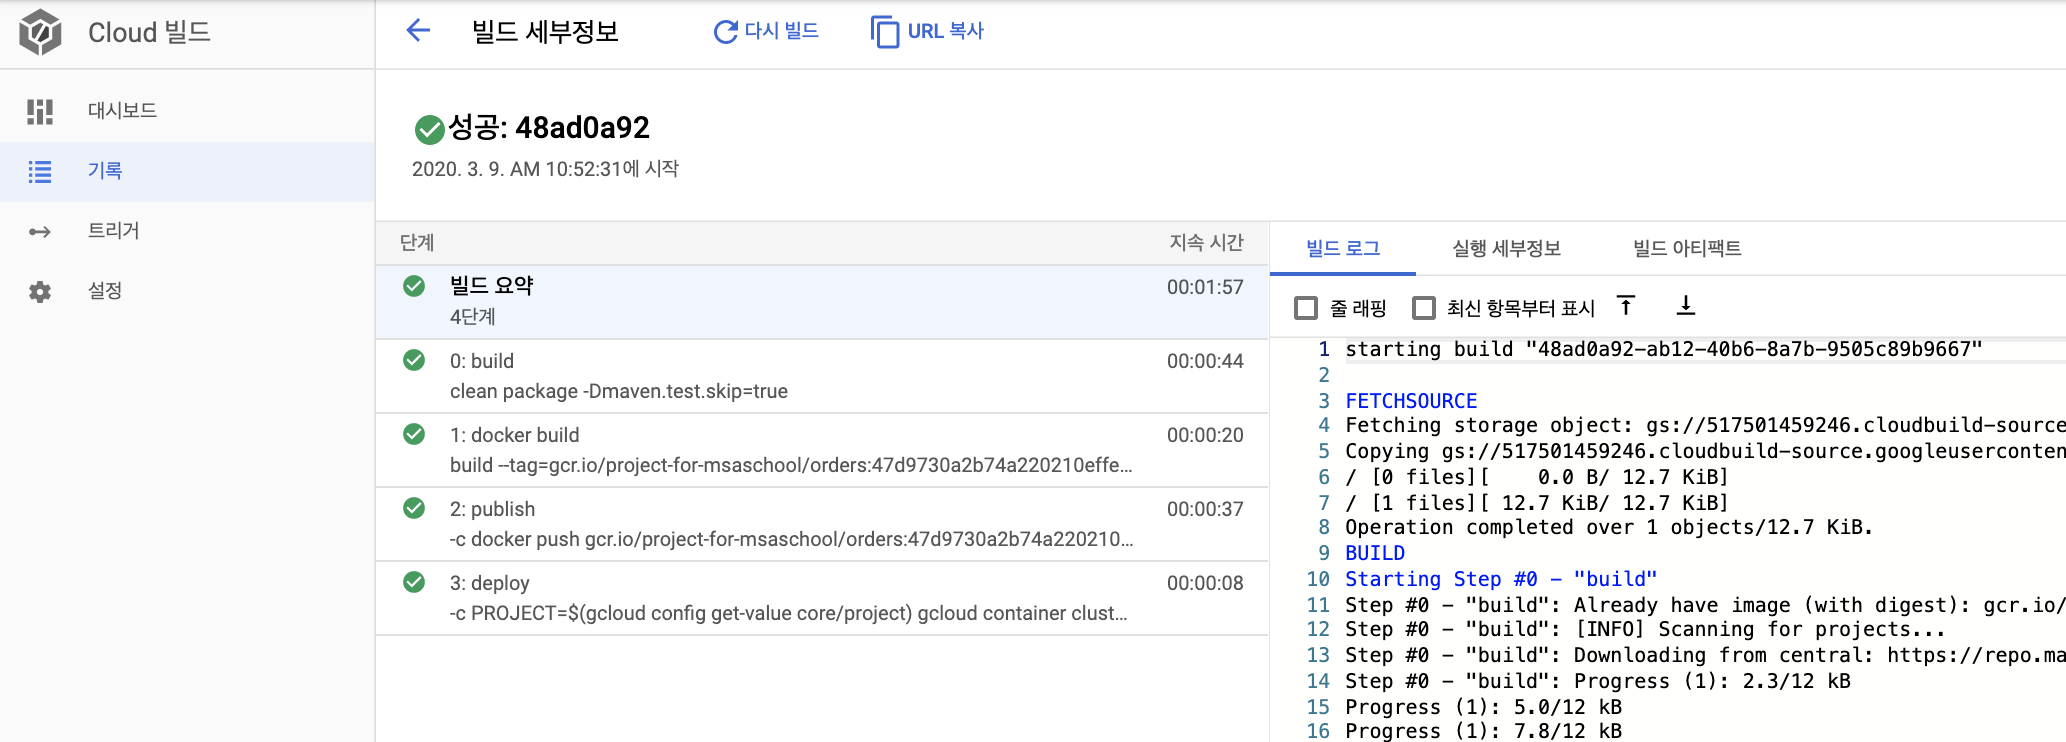 Cloud 빌드
빌드 세부정보
다시 빌드
URL 복사
대시보드
기록
트리거
설정
성공: 48ad0a92
2020. 3. 9. AM 10:52:31에 시작
단계
지속 시간
빌드 요약
00:01:57
4단계
0: build
00:00:44
clean package -Dmaven.test.skip=true
1: docker build
00:00:20
build --tag=gcr.io/project-for-msaschool/orders:47d9730a2b74a220210effe...
2: publish
00:00:37
-c docker push gcr.io/project-for-msaschool/orders:47d9730a2b74a220210...
3: deploy
00:00:08
-c PROJECT=$(gcloud config get-value core/project) gcloud container clust...
빌드 로그
실행 세부정보
빌드 아티팩트
줄 래핑
최신 항목부터 표시
1 starting build "48ad0a92-ab12-40b6-8a7b-9505c89b9667"
2
3 FETCHSOURCE
4 Fetching storage object: gs://517501459246.cloudbuild-source
5 Copying gs://517501459246.cloudbuild-source.googleuserconten
6 / [0 files][    0.0 B/ 12.7 KiB]
7 / [1 files][ 12.7 KiB/ 12.7 KiB]
8 Operation completed over 1 objects/12.7 KiB.
9 BUILD
10 Starting Step #0 - "build"
11 Step #0 - "build": Already have image (with digest): gcr.io/
12 Step #0 - "build": [INFO] Scanning for projects...
13 Step #0 - "build": Downloading from central: https://repo.ma
14 Step #0 - "build": Progress (1): 2.3/12 kB
15 Progress (1): 5.0/12 kB
16 Progress (1): 7.8/12 kB